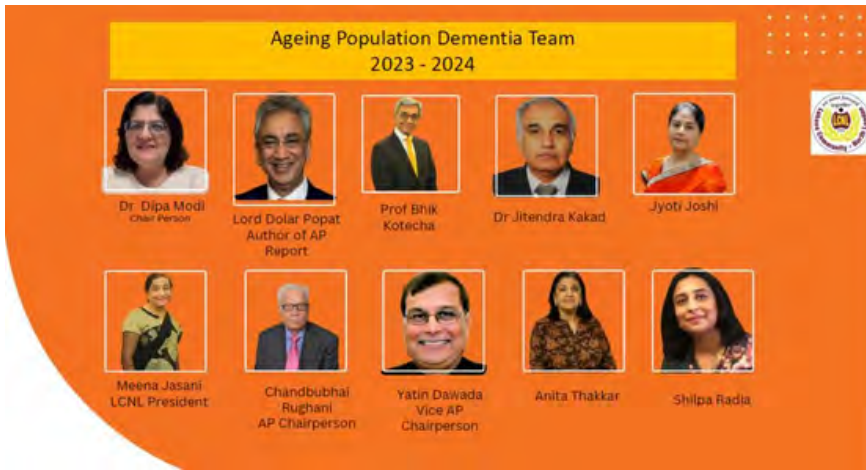 Ageing Population Dementia Team
2023 - 2024
Dr Dipa Modi
Chair Person
Lord Dolar Popat
Author of AP
Report
Prof Bhik
Kotecha
Dr Jitendra Kakad
Jyoti Joshi
LCNL
Meena Jasani
LCNL President
Chandbubhai
Rughani
AP Chairperson
Yatin Dawada
Vice AP
Chairperson
Anita Thakkar
Shilpa Radia